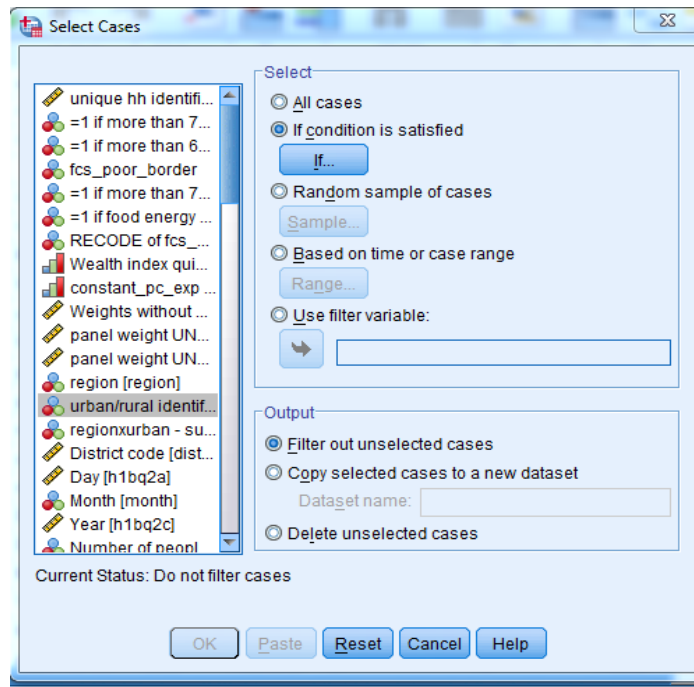 Select Cases
unique hh identifi...
=1 if more than 7...
=1 if more than 6...
fcs_poor_border
=1 if more than 7...
=1 if food energy ...
RECODE of fcs_...
Wealth index qui...
constant_pc_exp ...
Weights without ...
panel weight UN...
panel weight UN...
region [region]
urban/rural identif...
regionxurban - su...
District code [dist...
Day [h1bq2a]
Month [month]
Year [h1bq2c]
Number of peopl
Select
All cases
If condition is satisfied
If...
Random sample of cases
Sample...
Based on time or case range
Range...
Use filter variable:
Output
Filter out unselected cases
Copy selected cases to a new dataset
Dataset name:
Delete unselected cases
Current Status: Do not filter cases
OK Paste Reset Cancel Help